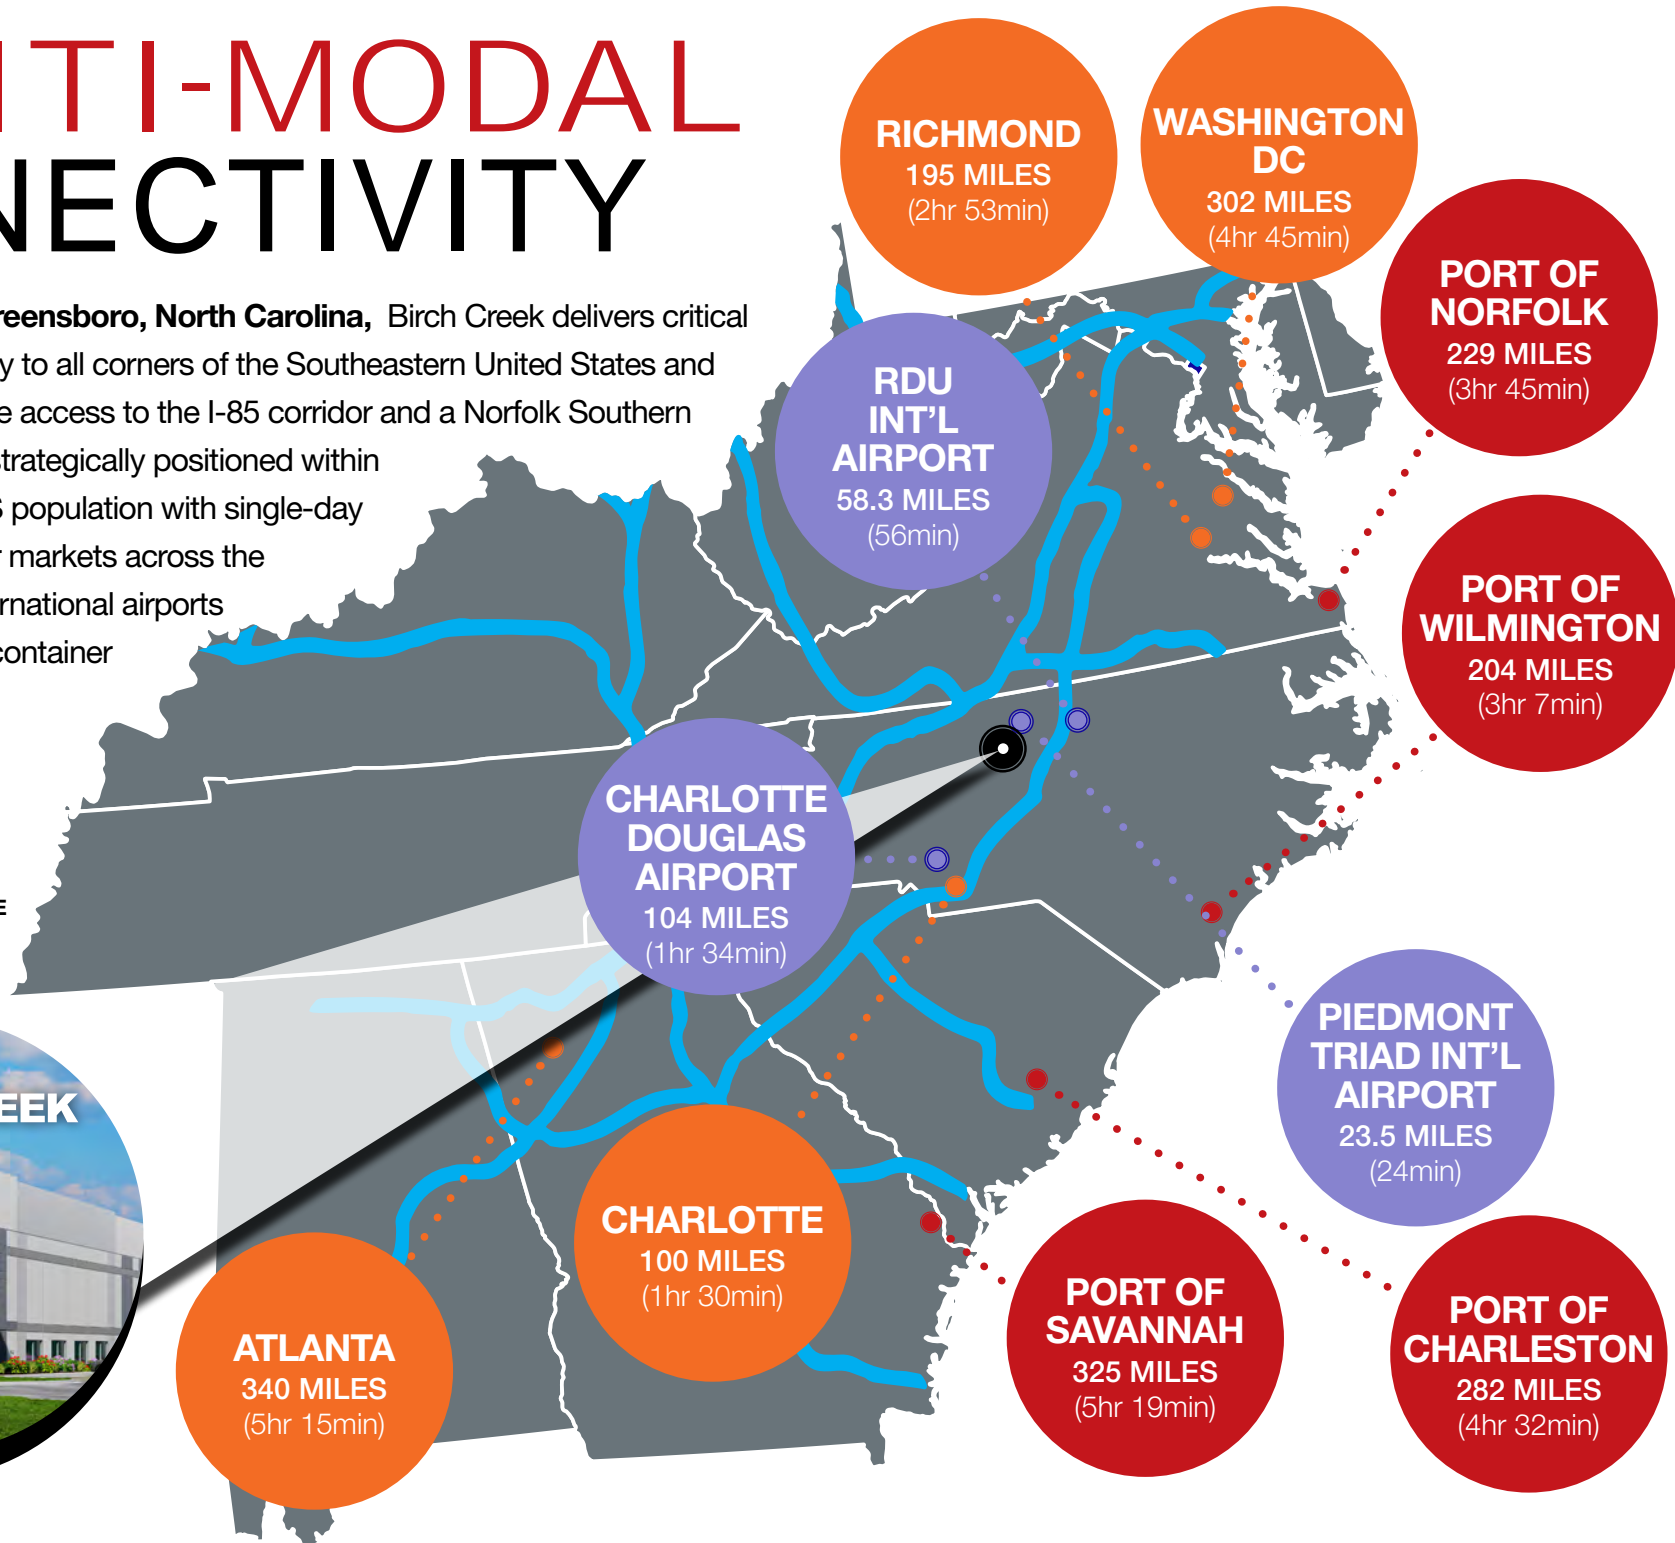 TI-MODAL
NECTIVITY
reensboro, North Carolina, Birch Creek delivers critical
y to all corners of the Southeastern United States and
e access to the I-85 corridor and a Norfolk Southern
strategically positioned within
S population with single-day
r markets across the
ernational airports
container
E
EEK
RICHMOND
195 MILES
(2hr 53min)
WASHINGTON
DC
302 MILES
(4hr 45min)
PORT OF
NORFOLK
229 MILES
(3hr 45min)
RDU
INT'L
AIRPORT
58.3 MILES
(56min)
PORT OF
WILMINGTON
204 MILES
(3hr 7min)
CHARLOTTE
DOUGLAS
AIRPORT
104 MILES
(1hr 34min)
PIEDMONT
TRIAD INT'L
AIRPORT
23.5 MILES
(24min)
CHARLOTTE
100 MILES
(1hr 30min)
ATLANTA
340 MILES
(5hr 15min)
PORT OF
SAVANNAH
325 MILES
(5hr 19min)
PORT OF
CHARLESTON
282 MILES
(4hr 32min)